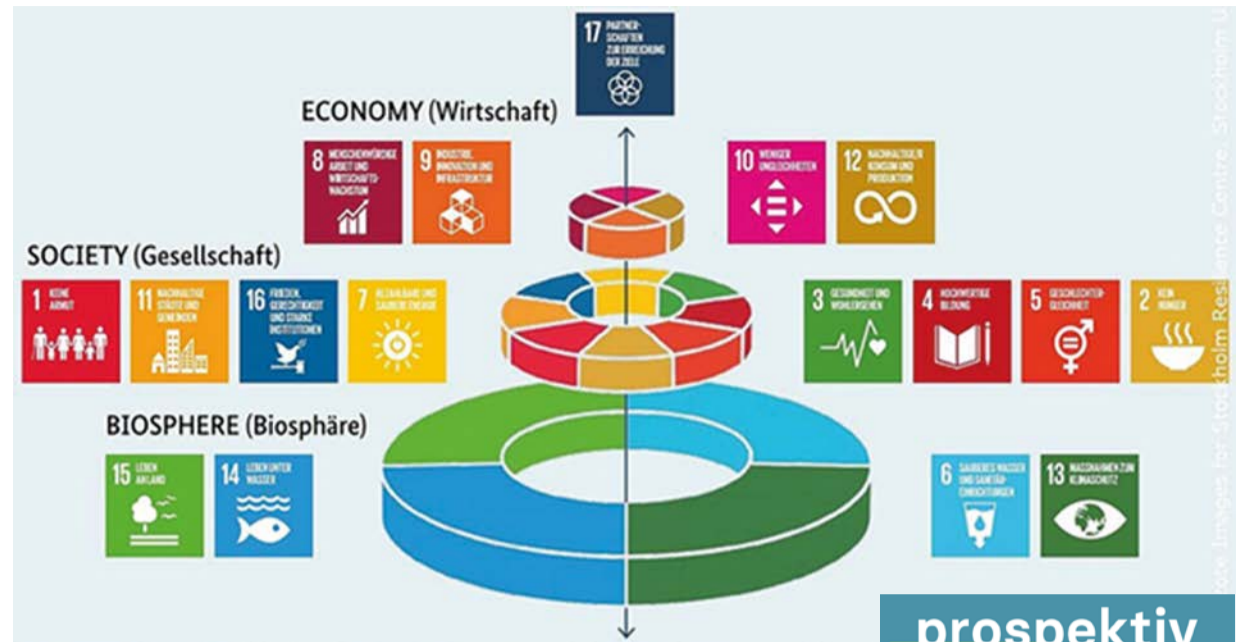 17 PARTNER-
SCHAFTEN
ZUR ERREICHUNG
DER ZIELE
ECONOMY (Wirtschaft)
8 MENSCHENWÜRDIGE
ARBEIT UND
WIRTSCHAFTS-
WACHSTUM
9 INDUSTRIE,
INNOVATION UND
INFRASTRUKTUR
10 WENIGER
UNGLEICHHEITEN
12 NACHHALTIGE/R
KONSUM UND
PRODUKTION
SOCIETY (Gesellschaft)
1 KEINE
ARMUT
11 NACHHALTIGE
STÄDTE UND
GEMEINDEN
16 FRIEDEN,
GERECHTIGKEIT
UND STARKE
INSTITUTIONEN
7 BEZAHLBARE UND
SAUBERE ENERGIE
3 GESUNDHEIT UND
WOHLERGEHEN
4 HOCHWERTIGE
BILDUNG
5 GESCHLECHTER-
GLEICHHEIT
2 KEIN
HUNGER
BIOSPHERE (Biosphäre)
15 LEBEN
AN LAND
14 LEBEN UNTER
WASSER
6 SAUBERES WASSER
UND SANITÄR-
EINRICHTUNGEN
13 MASSNAHMEN ZUM
KLIMASCHUTZ
Images for Stockholm Resilience Centre, Stockholm U
prospektiv